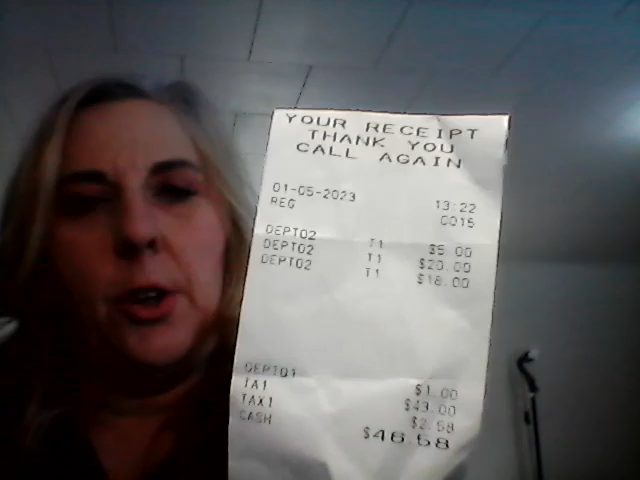 YOUR RECEIPT
THANK YOU
CALL AGAIN
01-05-2023 13:22
REG 0015
DEPT02 T1 $5.00
DEPT02 T1 $20.00
DEPT02 T1 $18.00
DEPT01 $1.00
TA1 $43.00
TAX1 $2.58
CASH $46.58